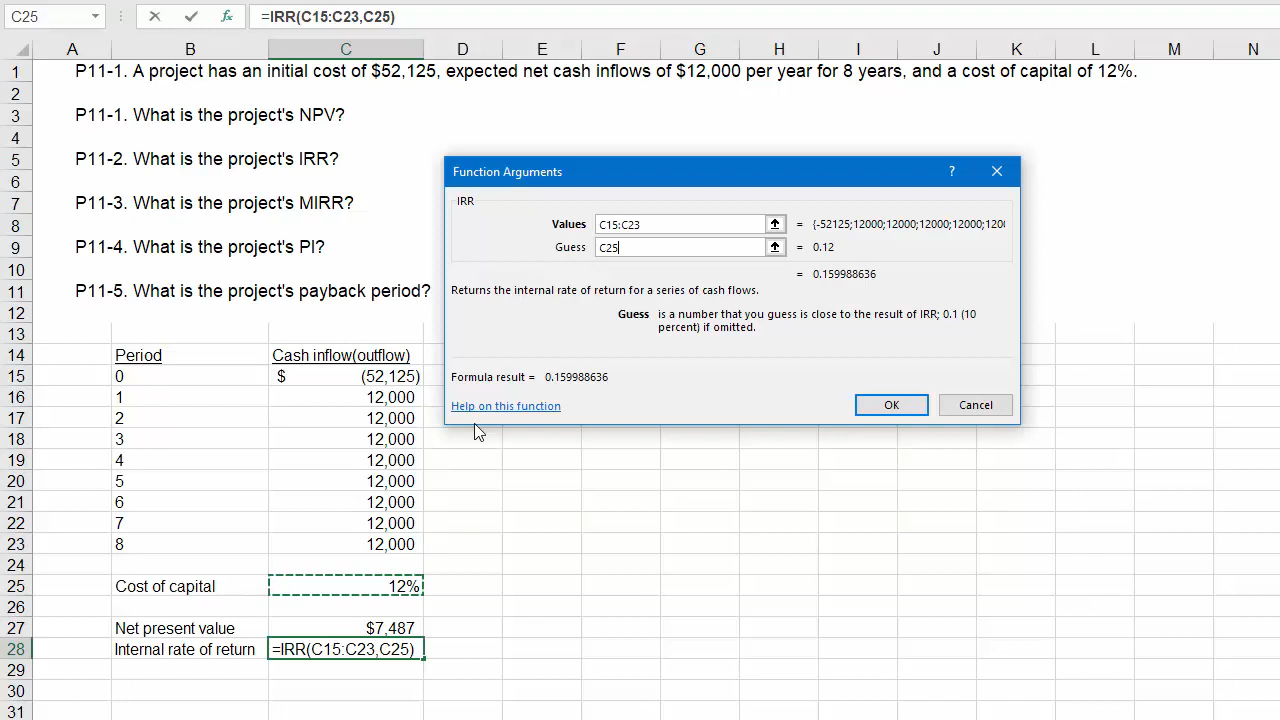 C25
=IRR(C15:C23,C25)
A B C D E F G H I J K L M N
1 P11-1. A project has an initial cost of $52,125, expected net cash inflows of $12,000 per year for 8 years, and a cost of capital of 12%.
2
3 P11-1. What is the project's NPV?
4
5 P11-2. What is the project's IRR?
6
7 P11-3. What is the project's MIRR?
8
9 P11-4. What is the project's PI?
10
11 P11-5. What is the project's payback period?
12
13
14 Period Cash inflow(outflow)
15 0 $ (52,125)
16 1 12,000
17 2 12,000
18 3 12,000
19 4 12,000
20 5 12,000
21 6 12,000
22 7 12,000
23 8 12,000
24
25 Cost of capital 12%
26
27 Net present value $7,487
28 Internal rate of return =IRR(C15:C23,C25)
29
30
31
Function Arguments ?
IRR
Values C15:C23 = {-52125;12000;12000;12000;12000;1200
Guess C25 = 0.12
= 0.159988636
Returns the internal rate of return for a series of cash flows.
Guess is a number that you guess is close to the result of IRR; 0.1 (10
percent) if omitted.
Formula result = 0.159988636
Help on this function
OK Cancel